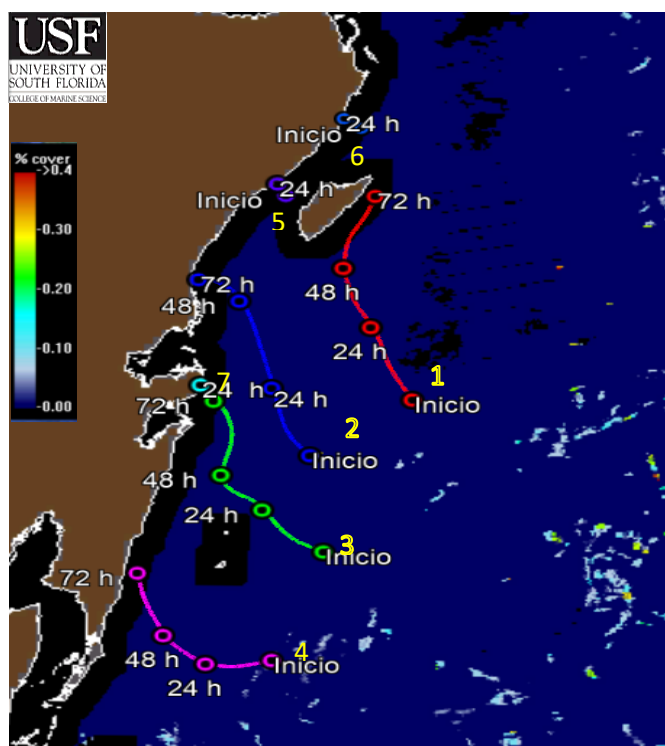 USF
UNIVERSITY OF
SOUTH FLORIDA
COLLEGE OF MARINE SCIENCE
% cover
->0.4
-0.30
-0.20
-0.10
-0.00
24 h
Inicio
6
24 h
Inicio
5
72 h
48 h
24 h
1
Inicio
72 h
48 h
24 h
2
Inicio
7
24 h
72 h
48 h
24 h
3
Inicio
72 h
48 h
24 h
4
Inicio